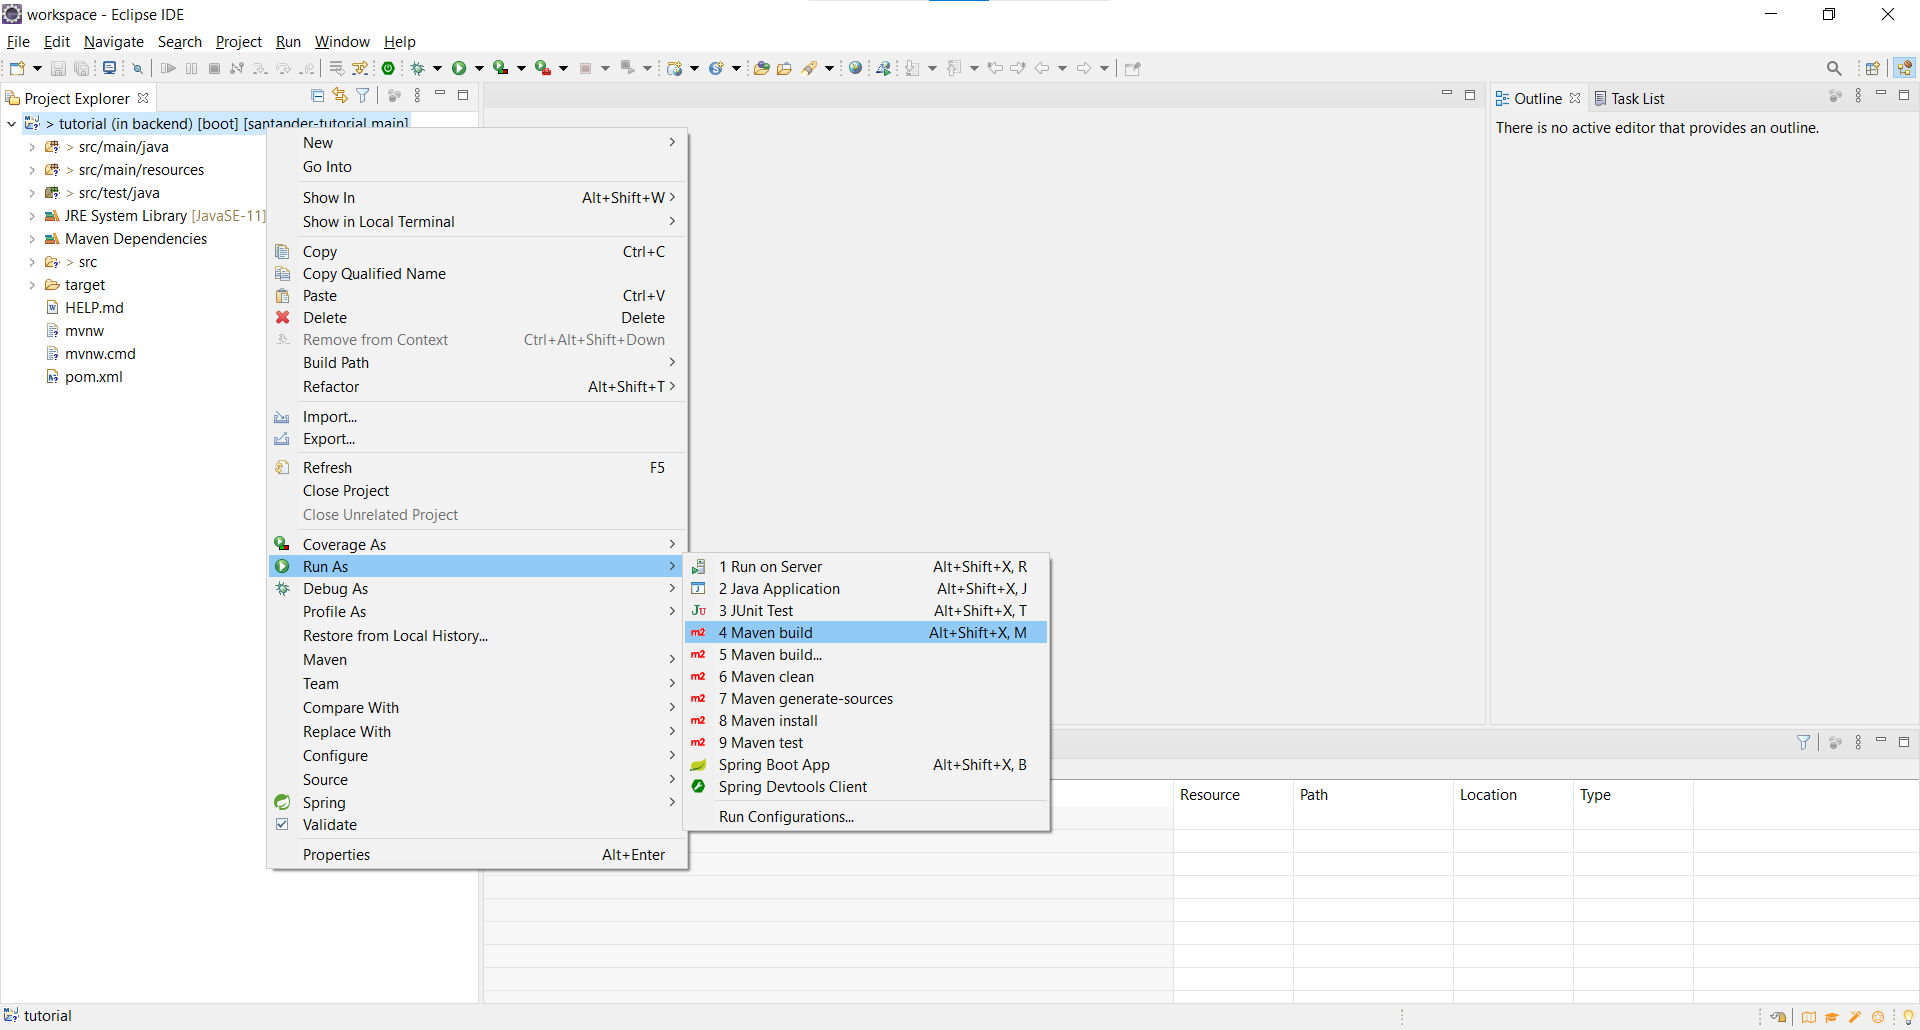 workspace - Eclipse IDE
File Edit Navigate Search Project Run Window Help
Project Explorer
> tutorial (in backend) [boot] [santander-tutorial main]
> src/main/java
> src/main/resources
> src/test/java
JRE System Library [JavaSE-11]
Maven Dependencies
> src
target
HELP.md
mvnw
mvnw.cmd
pom.xml
New
Go Into
Show In Alt+Shift+W
Show in Local Terminal
Copy Ctrl+C
Copy Qualified Name
Paste Ctrl+V
Delete Delete
Remove from Context Ctrl+Alt+Shift+Down
Build Path
Refactor Alt+Shift+T
Import...
Export...
Refresh F5
Close Project
Close Unrelated Project
Coverage As
Run As
Debug As
Profile As
Restore from Local History...
Maven
Team
Compare With
Replace With
Configure
Source
Spring
Validate
Properties Alt+Enter
1 Run on Server Alt+Shift+X, R
2 Java Application Alt+Shift+X, J
3 JUnit Test Alt+Shift+X, T
4 Maven build Alt+Shift+X, M
5 Maven build...
6 Maven clean
7 Maven generate-sources
8 Maven install
9 Maven test
Spring Boot App Alt+Shift+X, B
Spring Devtools Client
Run Configurations...
Outline Task List
There is no active editor that provides an outline.
Resource Path Location Type
tutorial